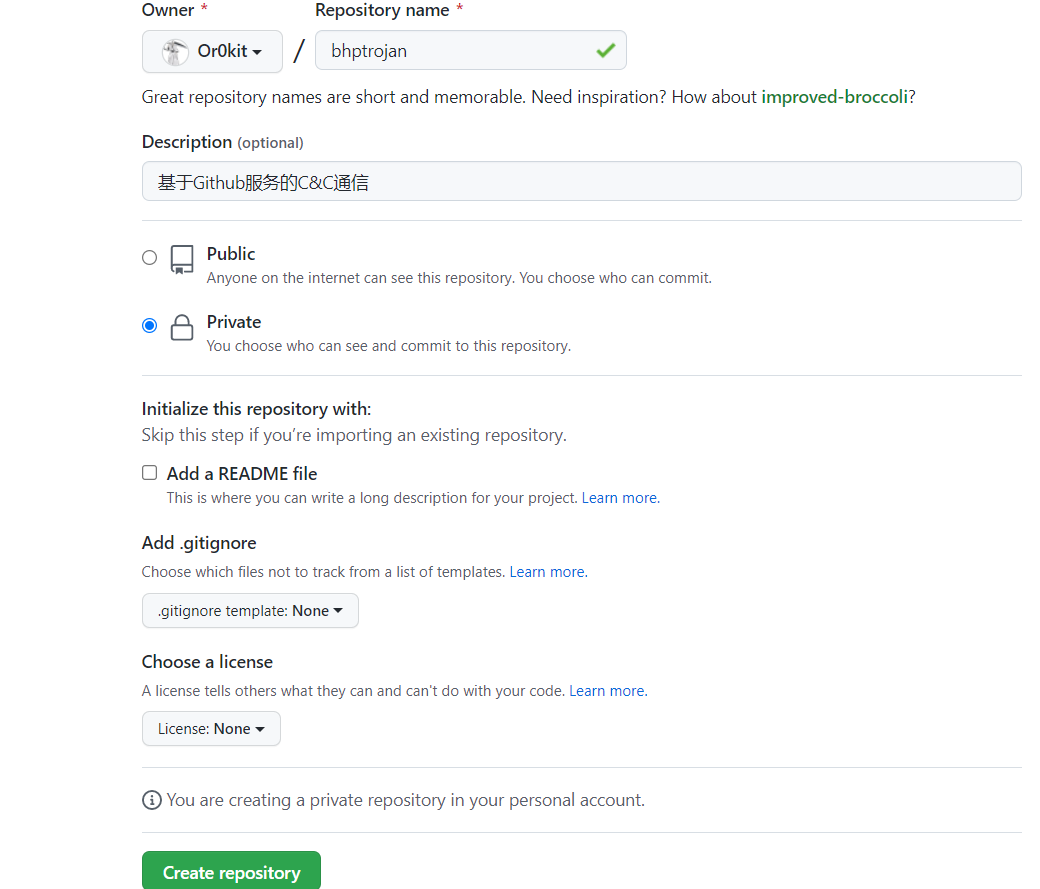 Owner * Repository name *
Or0kit / bhptrojan
Great repository names are short and memorable. Need inspiration? How about improved-broccoli?
Description (optional)
基于Github服务的C&C通信
Public
Anyone on the internet can see this repository. You choose who can commit.
Private
You choose who can see and commit to this repository.
Initialize this repository with:
Skip this step if you’re importing an existing repository.
Add a README file
This is where you can write a long description for your project. Learn more.
Add .gitignore
Choose which files not to track from a list of templates. Learn more.
.gitignore template: None
Choose a license
A license tells others what they can and can't do with your code. Learn more.
License: None
You are creating a private repository in your personal account.
Create repository